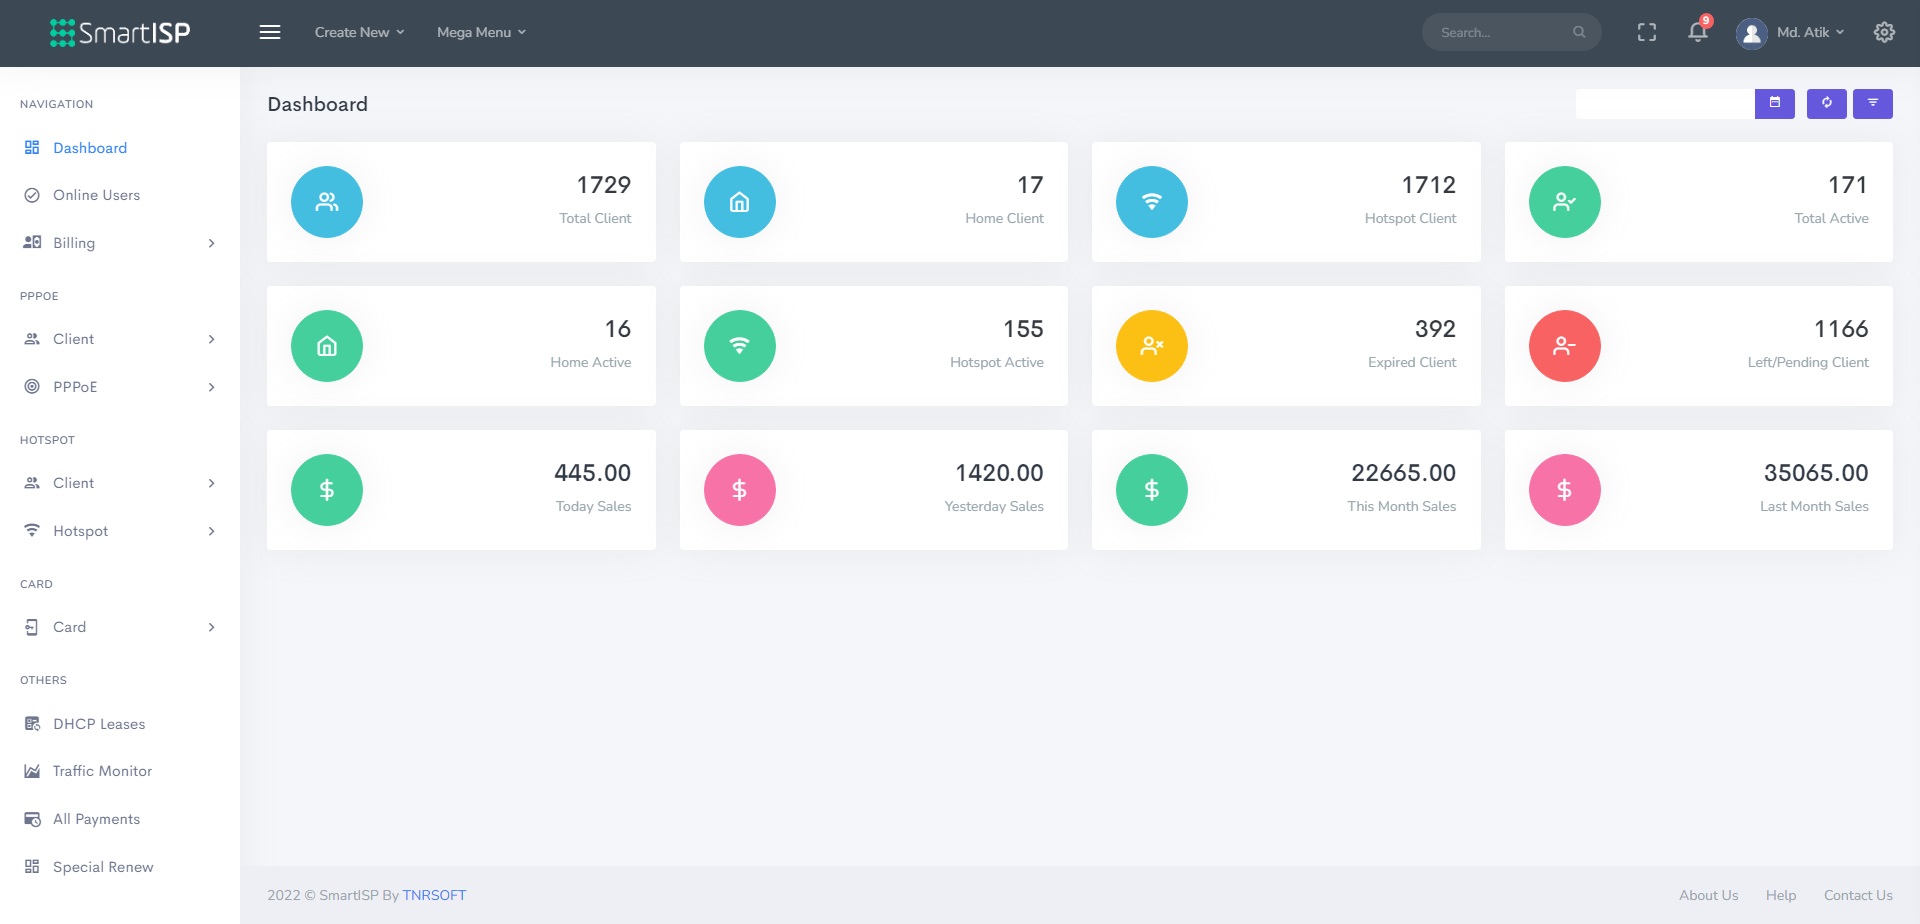 SmartISP
Create New
Mega Menu
Search...
9
Md. Atik
NAVIGATION
Dashboard
Online Users
Billing
PPPOE
Client
PPPoE
HOTSPOT
Client
Hotspot
CARD
Card
OTHERS
DHCP Leases
Traffic Monitor
All Payments
Special Renew
Dashboard
1729
Total Client
17
Home Client
1712
Hotspot Client
171
Total Active
16
Home Active
155
Hotspot Active
392
Expired Client
1166
Left/Pending Client
445.00
Today Sales
1420.00
Yesterday Sales
22665.00
This Month Sales
35065.00
Last Month Sales
2022 © SmartISP By TNRSOFT
About Us
Help
Contact Us